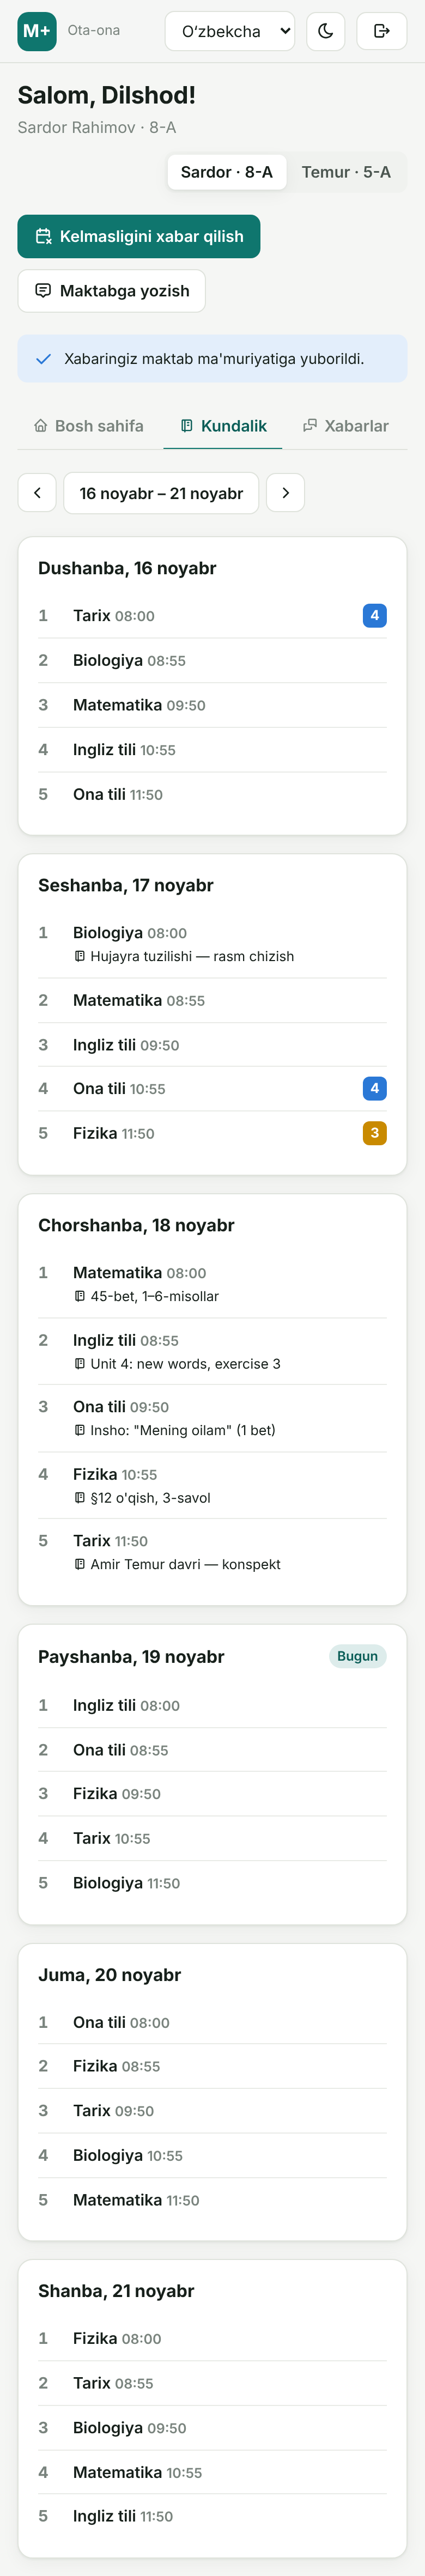 M+ Ota-ona O‘zbekcha
Salom, Dilshod!
Sardor Rahimov · 8-A
Sardor · 8-A Temur · 5-A
Kelmasligini xabar qilish
Maktabga yozish
Xabaringiz maktab ma'muriyatiga yuborildi.
Bosh sahifa Kundalik Xabarlar
16 noyabr – 21 noyabr
Dushanba, 16 noyabr
1 Tarix 08:00 4
2 Biologiya 08:55
3 Matematika 09:50
4 Ingliz tili 10:55
5 Ona tili 11:50
Seshanba, 17 noyabr
1 Biologiya 08:00
Hujayra tuzilishi — rasm chizish
2 Matematika 08:55
3 Ingliz tili 09:50
4 Ona tili 10:55 4
5 Fizika 11:50 3
Chorshanba, 18 noyabr
1 Matematika 08:00
45-bet, 1–6-misollar
2 Ingliz tili 08:55
Unit 4: new words, exercise 3
3 Ona tili 09:50
Insho: "Mening oilam" (1 bet)
4 Fizika 10:55
§12 o'qish, 3-savol
5 Tarix 11:50
Amir Temur davri — konspekt
Payshanba, 19 noyabr Bugun
1 Ingliz tili 08:00
2 Ona tili 08:55
3 Fizika 09:50
4 Tarix 10:55
5 Biologiya 11:50
Juma, 20 noyabr
1 Ona tili 08:00
2 Fizika 08:55
3 Tarix 09:50
4 Biologiya 10:55
5 Matematika 11:50
Shanba, 21 noyabr
1 Fizika 08:00
2 Tarix 08:55
3 Biologiya 09:50
4 Matematika 10:55
5 Ingliz tili 11:50